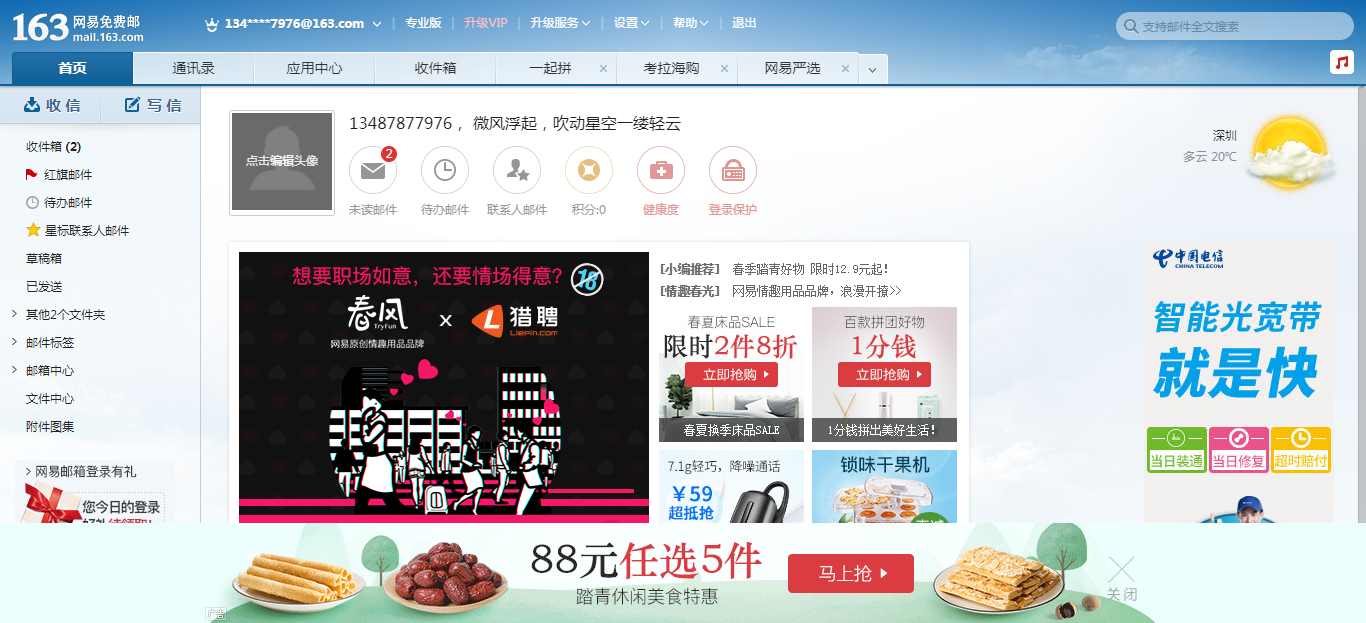 163 网易免费邮
mail.163.com
134****7976@163.com 专业版 升级VIP 升级服务 设置 帮助 退出
支持邮件全文搜索
首页 通讯录 应用中心 收件箱 一起拼 × 考拉海购 × 网易严选 ×
收信 写信
收件箱 (2)
红旗邮件
待办邮件
星标联系人邮件
草稿箱
已发送
其他2个文件夹
邮件标签
邮箱中心
文件中心
附件图集
网易邮箱登录有礼
您今日的登录
好礼待领取!
点击编辑头像
13487877976 ，微风浮起，吹动星空一缕轻云
2
未读邮件 待办邮件 联系人邮件 积分:0 健康度 登录保护
深圳
多云 20℃
想要职场如意，还要情场得意? 18
春风
TryFun
网易原创情趣用品品牌
x
猎聘
Liepin.com
[小编推荐] 春季踏青好物 限时12.9元起!
[情趣春光] 网易情趣用品品牌，浪漫开撩>>
春夏床品SALE
限时2件8折
立即抢购
春夏换季床品SALE
百款拼团好物
1分钱
立即抢购
1分钱拼出美好生活!
7.1g轻巧，降噪通话
￥59
超抵抢
锁味干果机
中国电信
CHINA TELECOM
智能光宽带
就是快
当日装通 当日修复 超时赔付
88元任选5件
踏青休闲美食特惠
马上抢
关闭
广告